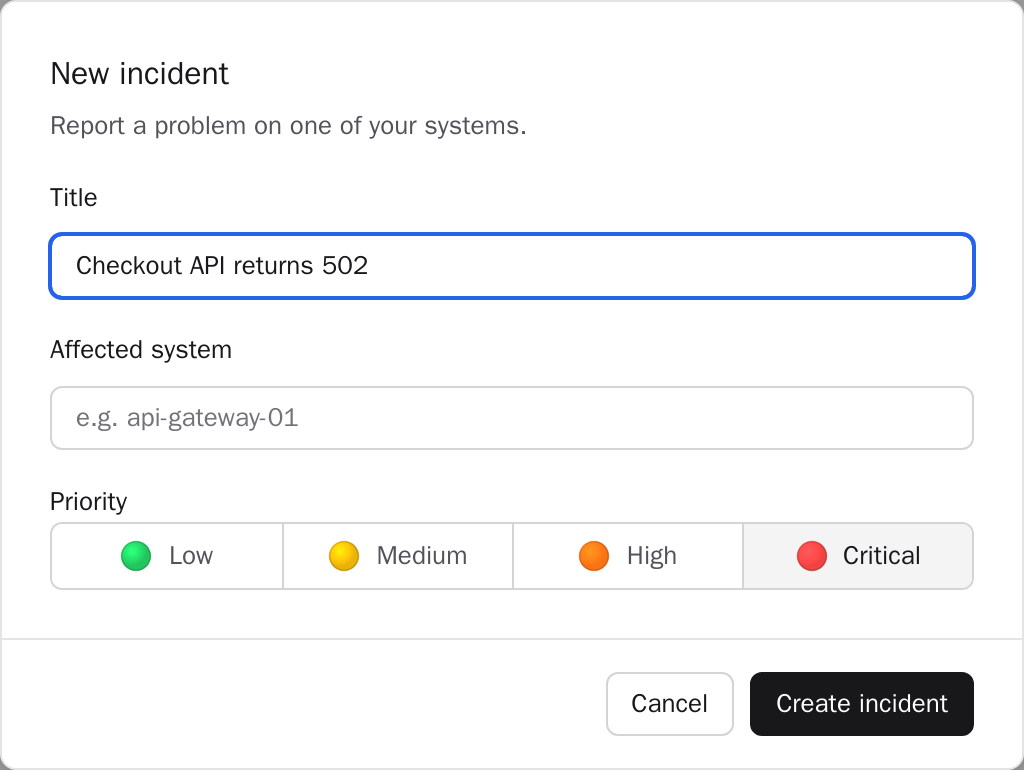 New incident
Report a problem on one of your systems.
Title
Checkout API returns 502
Affected system
e.g. api-gateway-01
Priority
Low Medium High Critical
Cancel Create incident